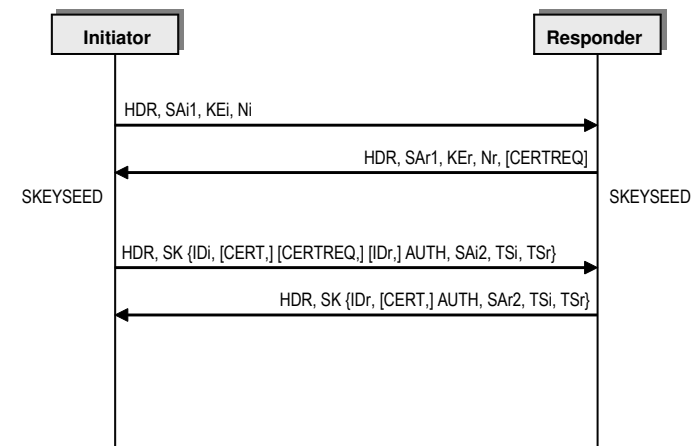 Initiator
Responder
HDR, SAi1, KEi, Ni
HDR, SAr1, KEr, Nr, [CERTREQ]
SKEYSEED
SKEYSEED
HDR, SK {IDi, [CERT,] [CERTREQ,] [IDr,] AUTH, SAi2, TSi, TSr}
HDR, SK {IDr, [CERT,] AUTH, SAr2, TSi, TSr}